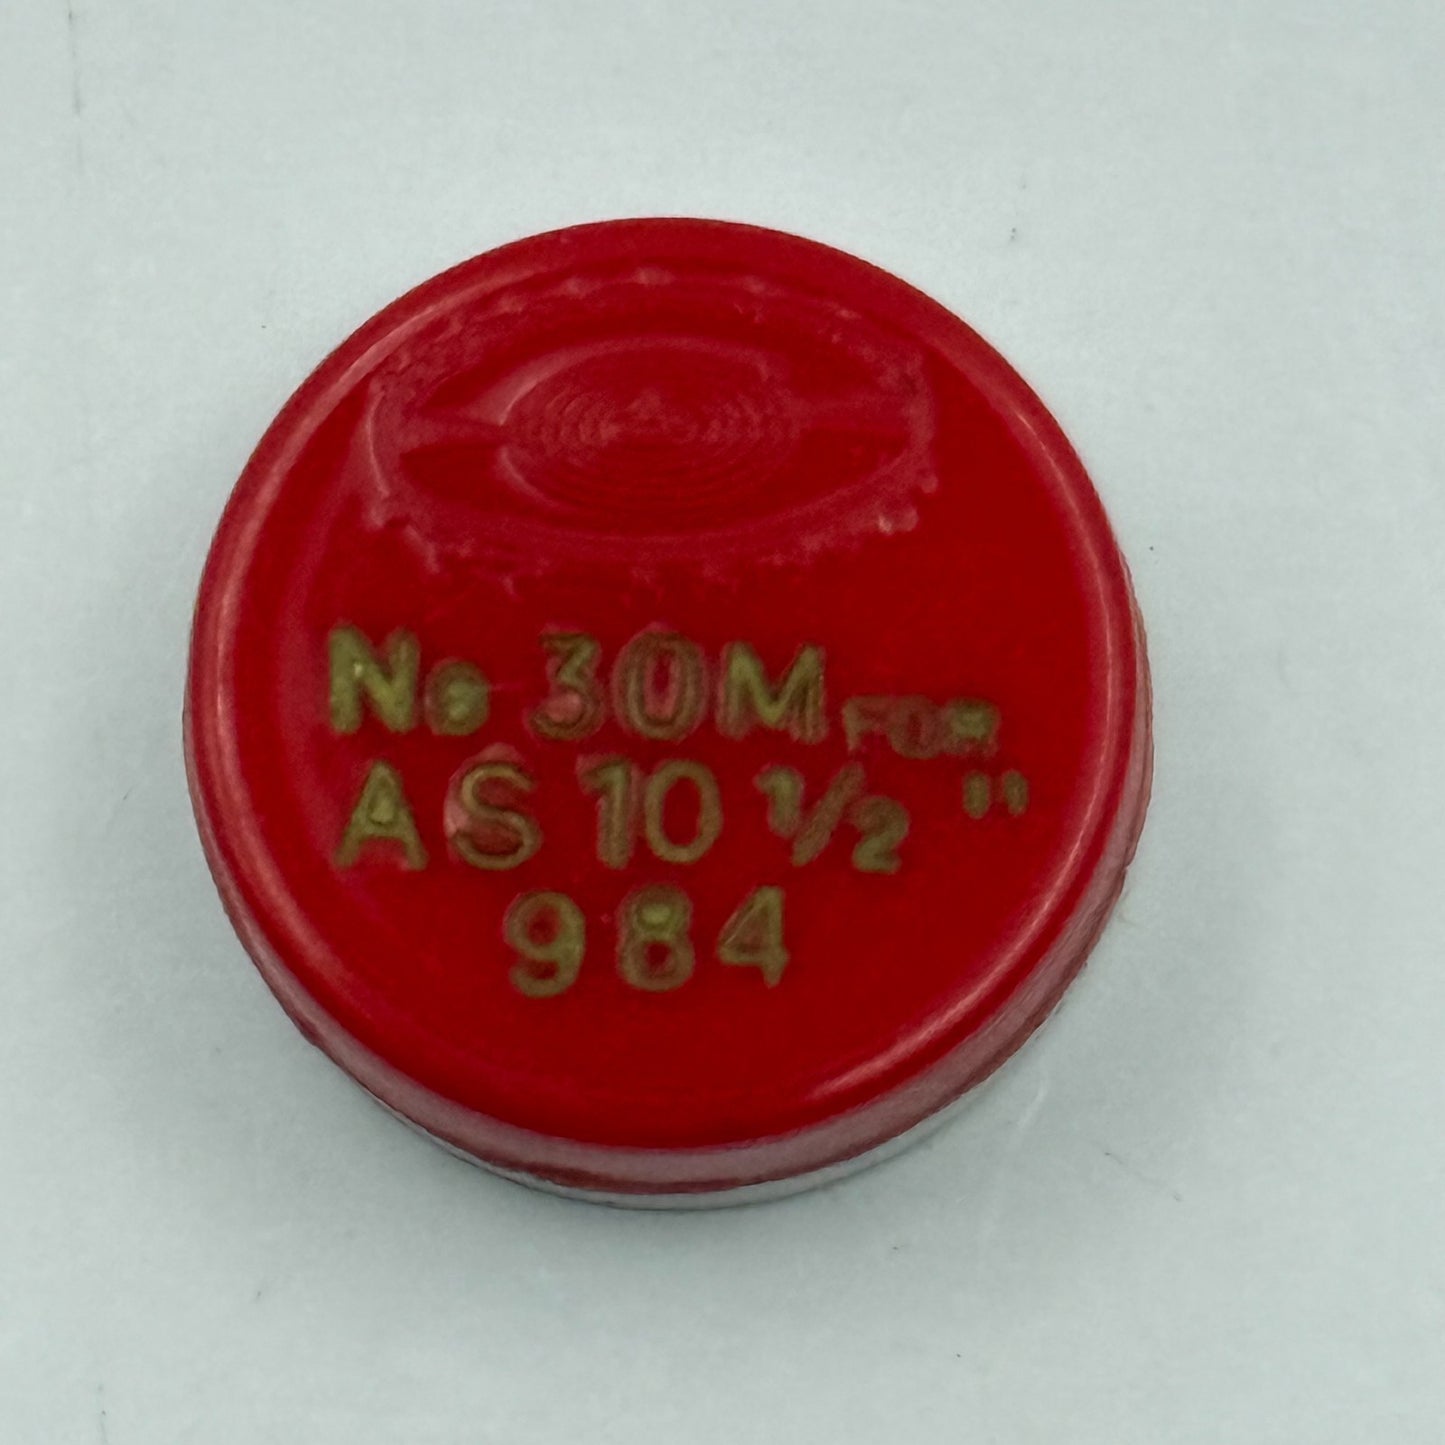 No 30M FOR
AS 10 1/2 "
984